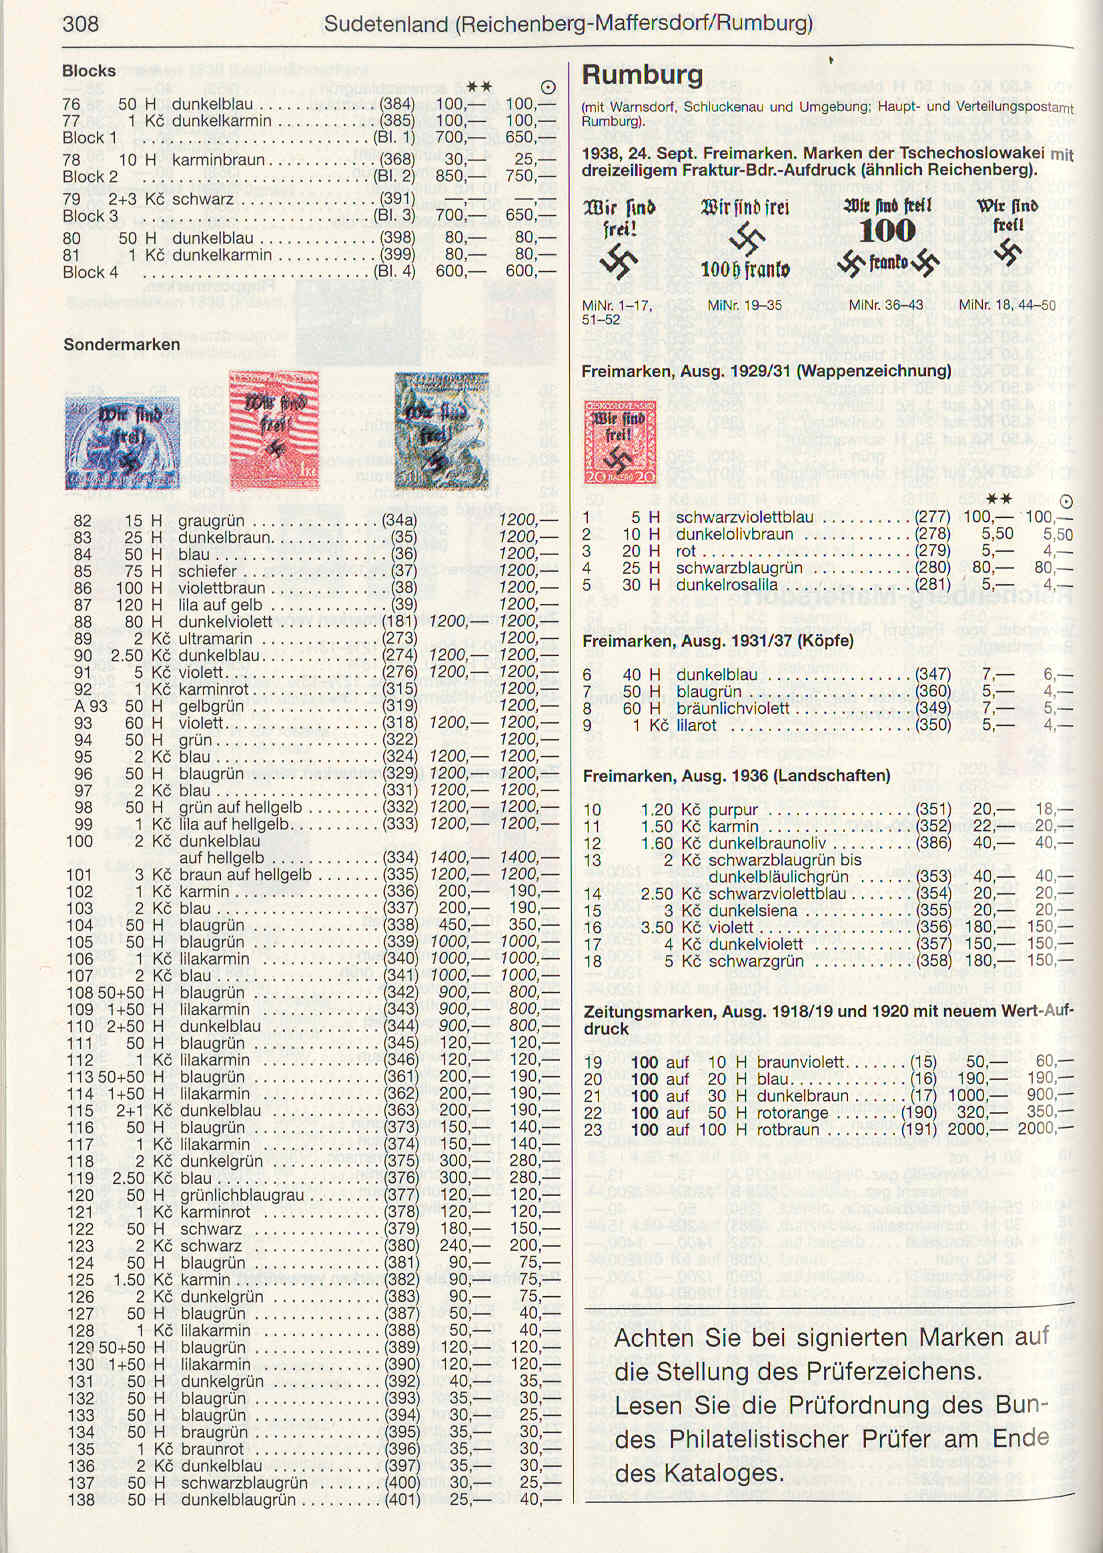 308
Sudetenland (Reichenberg-Maffersdorf/Rumburg)
Blocks
** ⊙
76 50 H dunkelblau . . . . . . . . . . . . . (384) 100,— 100,—
77 1 Kč dunkelkarmin . . . . . . . . . . . (385) 100,— 100,—
Block 1 . . . . . . . . . . . . . . . . . . . . . . . . . (Bl. 1) 700,— 650,—
78 10 H karminbraun. . . . . . . . . . . . (368) 30,— 25,—
Block 2 . . . . . . . . . . . . . . . . . . . . . . . . . (Bl. 2) 850,— 750,—
79 2+3 Kč schwarz . . . . . . . . . . . . . . . (391) —,— —,—
Block 3 . . . . . . . . . . . . . . . . . . . . . . . . . (Bl. 3) 700,— 650,—
80 50 H dunkelblau . . . . . . . . . . . . . (398) 80,— 80,—
81 1 Kč dunkelkarmin . . . . . . . . . . . (399) 80,— 80,—
Block 4 . . . . . . . . . . . . . . . . . . . . . . . . . (Bl. 4) 600,— 600,—
Sondermarken
Wir sind
frei!
Wir sind
frei!
1 Kč
Wir sind
frei!
82 15 H graugrün . . . . . . . . . . . . . . (34a) 1200,—
83 25 H dunkelbraun. . . . . . . . . . . . . (35) 1200,—
84 50 H blau . . . . . . . . . . . . . . . . . . . (36) 1200,—
85 75 H schiefer . . . . . . . . . . . . . . . . (37) 1200,—
86 100 H violettbraun . . . . . . . . . . . . . (38) 1200,—
87 120 H lila auf gelb . . . . . . . . . . . . . . (39) 1200,—
88 80 H dunkelviolett . . . . . . . . . . . . (181) 1200,— 1200,—
89 2 Kč ultramarin . . . . . . . . . . . . . (273) 1200,—
90 2.50 Kč dunkelblau. . . . . . . . . . . . . (274) 1200,— 1200,—
91 5 Kč violett. . . . . . . . . . . . . . . . . (276) 1200,— 1200,—
92 1 Kč karminrot . . . . . . . . . . . . . . (315) 1200,—
A 93 50 H gelbgrün . . . . . . . . . . . . . . (319) 1200,—
93 60 H violett. . . . . . . . . . . . . . . . . (318) 1200,— 1200,—
94 50 H grün . . . . . . . . . . . . . . . . . . (322) 1200,—
95 2 Kč blau . . . . . . . . . . . . . . . . . . (324) 1200,— 1200,—
96 50 H blaugrün . . . . . . . . . . . . . . (329) 1200,— 1200,—
97 2 Kč blau . . . . . . . . . . . . . . . . . . (331) 1200,— 1200,—
98 50 H grün auf hellgelb . . . . . . . . (332) 1200,— 1200,—
99 1 Kč lila auf hellgelb. . . . . . . . . . (333) 1200,— 1200,—
100 2 Kč dunkelblau
auf hellgelb . . . . . . . . . . . . (334) 1400,— 1400,—
101 3 Kč braun auf hellgelb . . . . . . . (335) 1200,— 1200,—
102 1 Kč karmin . . . . . . . . . . . . . . . . (336) 200,— 190,—
103 2 Kč blau . . . . . . . . . . . . . . . . . . (337) 200,— 190,—
104 50 H blaugrün . . . . . . . . . . . . . . (338) 450,— 350,—
105 50 H blaugrün . . . . . . . . . . . . . . (339) 1000,— 1000,—
106 1 Kč lilakarmin . . . . . . . . . . . . . (340) 1000,— 1000,—
107 2 Kč blau . . . . . . . . . . . . . . . . . . (341) 1000,— 1000,—
108 50+50 H blaugrün . . . . . . . . . . . . . . (342) 900,— 800,—
109 1+50 H lilakarmin . . . . . . . . . . . . . (343) 900,— 800,—
110 2+50 H dunkelblau . . . . . . . . . . . . (344) 900,— 800,—
111 50 H blaugrün . . . . . . . . . . . . . . (345) 120,— 120,—
112 1 Kč lilakarmin . . . . . . . . . . . . . (346) 120,— 120,—
113 50+50 H blaugrün . . . . . . . . . . . . . . (361) 200,— 190,—
114 1+50 H lilakarmin . . . . . . . . . . . . . (362) 200,— 190,—
115 2+1 Kč dunkelblau . . . . . . . . . . . . (363) 200,— 190,—
116 50 H blaugrün . . . . . . . . . . . . . . (373) 150,— 140,—
117 1 Kč lilakarmin . . . . . . . . . . . . . (374) 150,— 140,—
118 2 Kč dunkelgrün . . . . . . . . . . . . (375) 300,— 280,—
119 2.50 Kč blau . . . . . . . . . . . . . . . . . . (376) 300,— 280,—
120 50 H grünlichblaugrau . . . . . . . . (377) 120,— 120,—
121 1 Kč karminrot . . . . . . . . . . . . . . (378) 120,— 120,—
122 50 H schwarz . . . . . . . . . . . . . . . (379) 180,— 150,—
123 2 Kč schwarz . . . . . . . . . . . . . . . (380) 240,— 200,—
124 50 H blaugrün . . . . . . . . . . . . . . (381) 90,— 75,—
125 1.50 Kč karmin . . . . . . . . . . . . . . . . (382) 90,— 75,—
126 2 Kč dunkelgrün . . . . . . . . . . . . (383) 90,— 75,—
127 50 H blaugrün . . . . . . . . . . . . . . (387) 50,— 40,—
128 1 Kč lilakarmin . . . . . . . . . . . . . (388) 50,— 40,—
129 50+50 H blaugrün . . . . . . . . . . . . . . (389) 120,— 120,—
130 1+50 H lilakarmin . . . . . . . . . . . . . (390) 120,— 120,—
131 50 H dunkelgrün . . . . . . . . . . . . (392) 40,— 35,—
132 50 H blaugrün . . . . . . . . . . . . . . (393) 35,— 30,—
133 50 H blaugrün . . . . . . . . . . . . . . (394) 30,— 25,—
134 50 H braugrün . . . . . . . . . . . . . . (395) 35,— 30,—
135 1 Kč braunrot . . . . . . . . . . . . . . (396) 35,— 30,—
136 2 Kč dunkelblau . . . . . . . . . . . . (397) 35,— 30,—
137 50 H schwarzblaugrün . . . . . . . (400) 30,— 25,—
138 50 H dunkelblaugrün . . . . . . . . . (401) 25,— 40,—
Rumburg
(mit Warnsdorf, Schluckenau und Umgebung; Haupt- und Verteilungspostamt
Rumburg).
1938, 24. Sept. Freimarken. Marken der Tschechoslowakei mit
dreizeiligem Fraktur-Bdr.-Aufdruck (ähnlich Reichenberg).
Wir sind
frei!
Wir sind frei
100 h franko
Wir sind frei!
100
franko
Wir sind
frei!
MiNr. 1–17,
51–52
MiNr. 19–35
MiNr. 36–43
MiNr. 18, 44–50
Freimarken, Ausg. 1929/31 (Wappenzeichnung)
ČESKOSLOVENSKO
Wir sind
frei!
20 HALÉŘŮ 20
** ⊙
1 5 H schwarzviolettblau . . . . . . . . . . (277) 100,— 100,—
2 10 H dunkelolivbraun . . . . . . . . . . . . (278) 5,50 5,50
3 20 H rot . . . . . . . . . . . . . . . . . . . . . . . (279) 5,— 4,—
4 25 H schwarzblaugrün . . . . . . . . . . . (280) 80,— 80,—
5 30 H dunkelrosalila . . . . . . . . . . . . . . (281) 5,— 4,—
Freimarken, Ausg. 1931/37 (Köpfe)
6 40 H dunkelblau . . . . . . . . . . . . . . . . (347) 7,— 6,—
7 50 H blaugrün . . . . . . . . . . . . . . . . . . (360) 5,— 4,—
8 60 H bräunlichviolett . . . . . . . . . . . . . (349) 7,— 5,—
9 1 Kč lilarot . . . . . . . . . . . . . . . . . . . . (350) 5,— 4,—
Freimarken, Ausg. 1936 (Landschaften)
10 1.20 Kč purpur . . . . . . . . . . . . . . . . . (351) 20,— 18,—
11 1.50 Kč karmin . . . . . . . . . . . . . . . . (352) 22,— 20,—
12 1.60 Kč dunkelbraunoliv . . . . . . . . . (386) 40,— 40,—
13 2 Kč schwarzblaugrün bis
dunkelbläulichgrün . . . . . . (353) 40,— 40,—
14 2.50 Kč schwarzviolettblau . . . . . . . (354) 20,— 20,—
15 3 Kč dunkelsiena . . . . . . . . . . . . . (355) 20,— 20,—
16 3.50 Kč violett . . . . . . . . . . . . . . . . . . (356) 180,— 150,—
17 4 Kč dunkelviolett . . . . . . . . . . . . (357) 150,— 150,—
18 5 Kč schwarzgrün . . . . . . . . . . . . (358) 180,— 150,—
Zeitungsmarken, Ausg. 1918/19 und 1920 mit neuem Wert-Auf-
druck
19 100 auf 10 H braunviolett. . . . . . . (15) 50,— 60,—
20 100 auf 20 H blau. . . . . . . . . . . . . (16) 190,— 190,—
21 100 auf 30 H dunkelbraun . . . . . . (17) 1000,— 900,—
22 100 auf 50 H rotorange . . . . . . . (190) 320,— 350,—
23 100 auf 100 H rotbraun . . . . . . . . (191) 2000,— 2000,—
Achten Sie bei signierten Marken auf
die Stellung des Prüferzeichens.
Lesen Sie die Prüfordnung des Bun-
des Philatelistischer Prüfer am Ende
des Kataloges.